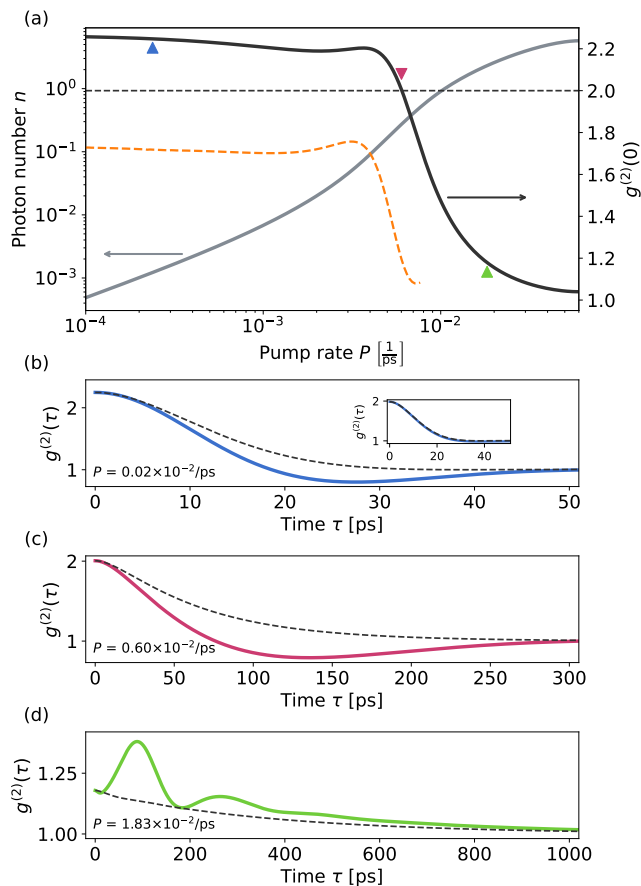 (a)
Photon number n
10⁰
10⁻¹
10⁻²
10⁻³
2.2
2.0
1.8
1.6
1.4
1.2
1.0
g⁽²⁾(0)
10⁻⁴
10⁻³
10⁻²
Pump rate P [1/ps]
(b)
g⁽²⁾(τ)
2
1
P = 0.02×10⁻²/ps
g⁽²⁾(τ)
2
1
0 20 40
0 10 20 30 40 50
Time τ [ps]
(c)
g⁽²⁾(τ)
2
1
P = 0.60×10⁻²/ps
0 50 100 150 200 250 300
Time τ [ps]
(d)
g⁽²⁾(τ)
1.25
1.00
P = 1.83×10⁻²/ps
0 200 400 600 800 1000
Time τ [ps]